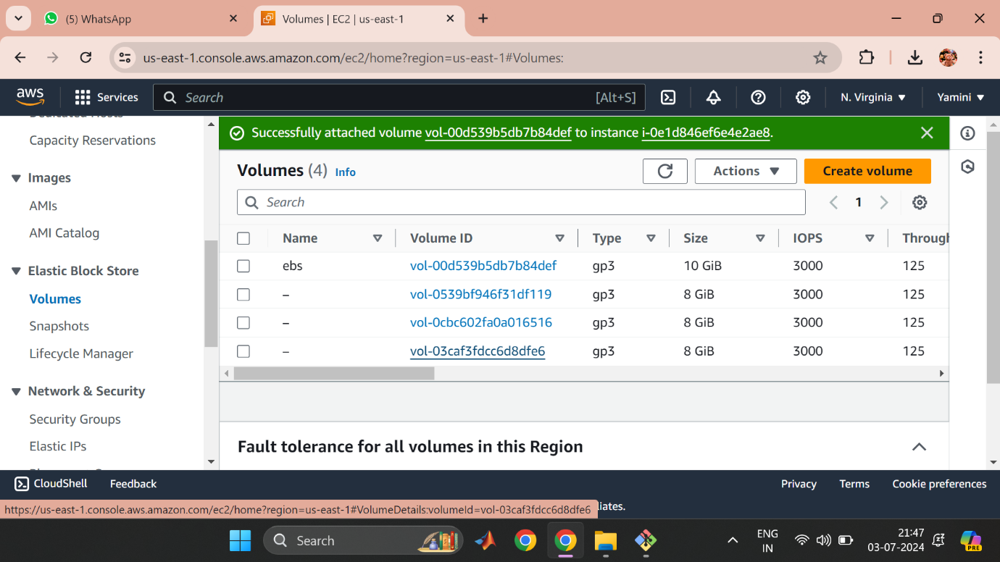 (5) WhatsApp
Volumes | EC2 | us-east-1
us-east-1.console.aws.amazon.com/ec2/home?region=us-east-1#Volumes:
aws Services Search [Alt+S] N. Virginia Yamini
Capacity Reservations
Images
AMIs
AMI Catalog
Elastic Block Store
Volumes
Snapshots
Lifecycle Manager
Network & Security
Security Groups
Elastic IPs
Successfully attached volume vol-00d539b5db7b84def to instance i-0e1d846ef6e4e2ae8.
Volumes (4) Info Actions Create volume
Search 1
Name Volume ID Type Size IOPS Through
ebs vol-00d539b5db7b84def gp3 10 GiB 3000 125
– vol-0539bf946f31df119 gp3 8 GiB 3000 125
– vol-0cbc602fa0a016516 gp3 8 GiB 3000 125
– vol-03caf3fdcc6d8dfe6 gp3 8 GiB 3000 125
Fault tolerance for all volumes in this Region
CloudShell Feedback Privacy Terms Cookie preferences
https://us-east-1.console.aws.amazon.com/ec2/home?region=us-east-1#VolumeDetails:volumeId=vol-03caf3fdcc6d8dfe6 liates.
Search
ENG
IN
21:47
03-07-2024
PRE